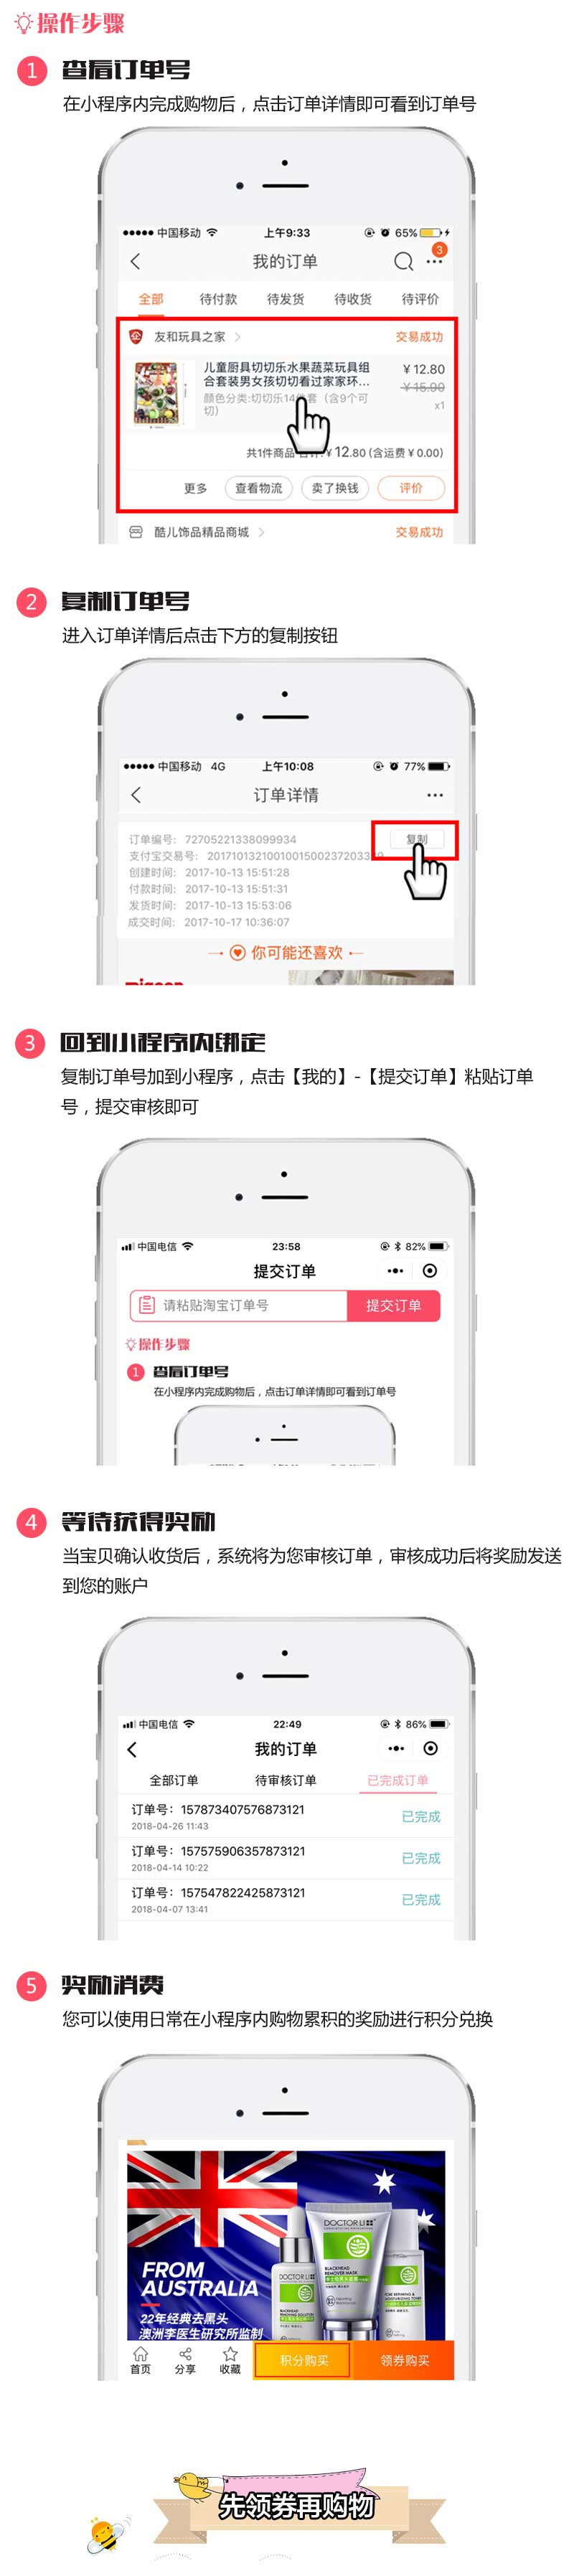 操作步骤
1 查看订单号
在小程序内完成购物后，点击订单详情即可看到订单号
中国移动 上午9:33 65%
我的订单 3
全部 待付款 待发货 待收货 待评价
友和玩具之家 交易成功
儿童厨具切切乐水果蔬菜玩具组 ￥12.80
合套装男女孩切切看过家家环... ￥15.90
颜色分类:切切乐14件套（含9个可 x1
切)
共1件商品 合计:￥12.80 (含运费￥0.00)
更多 查看物流 卖了换钱 评价
酷儿饰品精品商城 交易成功
2 复制订单号
进入订单详情后点击下方的复制按钮
中国移动 4G 上午10:08 77%
订单详情
订单编号: 72705221338099934 复制
支付宝交易号: 20171013210010015002372033
创建时间: 2017-10-13 15:51:28
付款时间: 2017-10-13 15:51:31
发货时间: 2017-10-13 15:53:06
成交时间: 2017-10-17 10:36:07
你可能还喜欢
3 回到小程序内绑定
复制订单号加到小程序，点击【我的】-【提交订单】粘贴订单
号，提交审核即可
中国电信 23:58 82%
提交订单
请粘贴淘宝订单号 提交订单
操作步骤
1 查看订单号
在小程序内完成购物后，点击订单详情即可看到订单号
4 等待获得奖励
当宝贝确认收货后，系统将为您审核订单，审核成功后将奖励发送
到您的账户
中国电信 22:49 86%
我的订单
全部订单 待审核订单 已完成订单
订单号：157873407576873121 已完成
2018-04-26 11:43
订单号：157575906357873121 已完成
2018-04-14 10:22
订单号：157547822425873121 已完成
2018-04-07 13:41
5 奖励消费
您可以使用日常在小程序内购物累积的奖励进行积分兑换
DOCTOR LI
BLACKHEAD
REMOVER MASK
DOCTOR LI
FROM
AUSTRALIA
22年经典去黑头
澳洲李医生研究所监制
首页 分享 收藏 积分购买 领券购买
先领券再购物